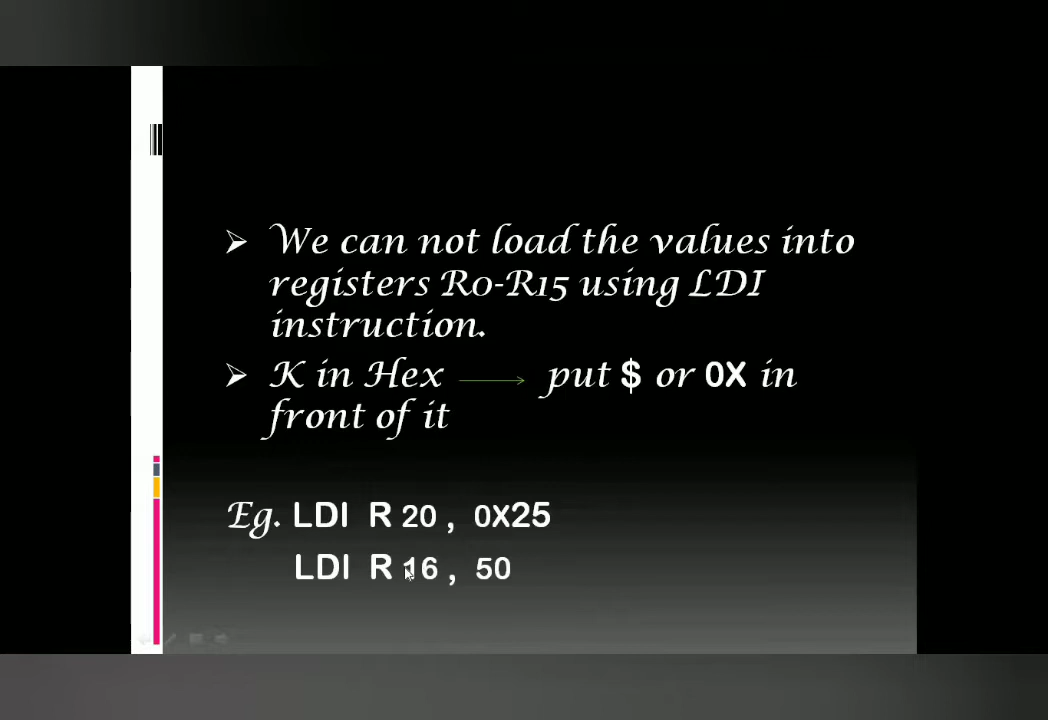 ➢ We can not load the values into
registers R0-R15 using LDI
instruction.
➢ K in Hex → put $ or 0X in
front of it
Eg. LDI R 20 , 0X25
LDI R 16 , 50